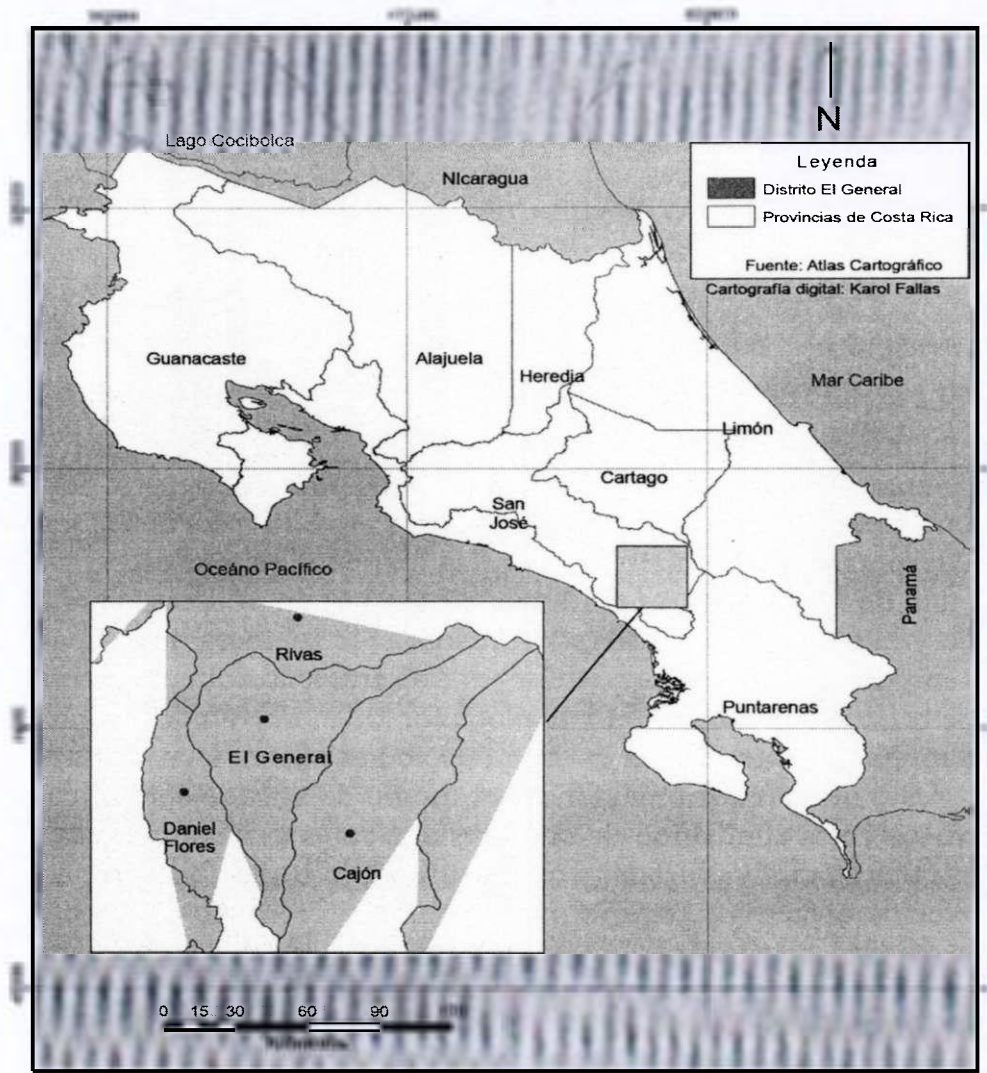 N
Lago Cocibolca
Nicaragua
Leyenda
Distrito El General
Provincias de Costa Rica
Fuente: Atlas Cartográfico
Cartografía digital: Karol Fallas
Guanacaste
Alajuela
Heredia
Mar Caribe
Limón
Cartago
San
José
Océano Pacífico
Panamá
Puntarenas
Rivas
El General
Daniel
Flores
Cajón
0 15 30 60 90